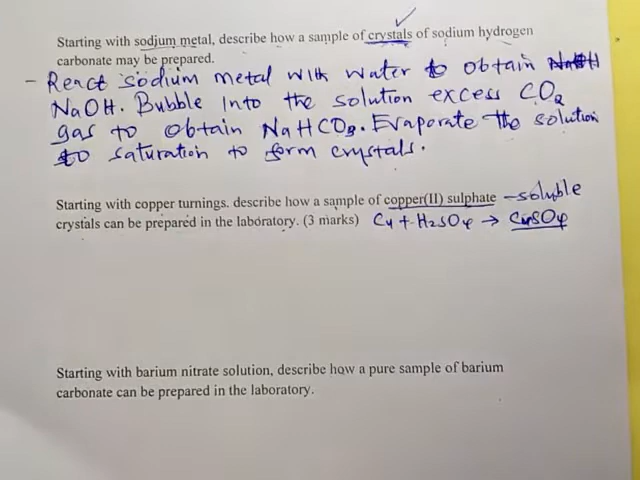 Starting with sodjum metal, describe how a sample of crystals of sodium hydrogen
carbonate may be prepared.
- React sodium metal with water to obtain
NaOH. Bubble into the solution excess CO₂
gas to obtain NaHCO₃. Evaporate the solution
to saturation to form crystals.
Starting with copper turnings. describe how a sample of copper(II) sulphate -soluble
crystals can be prepared in the laboratory. (3 marks) Cu + H₂SO₄ → CuSO₄
Starting with barium nitrate solution, describe how a pure sample of barium
carbonate can be prepared in the laboratory.